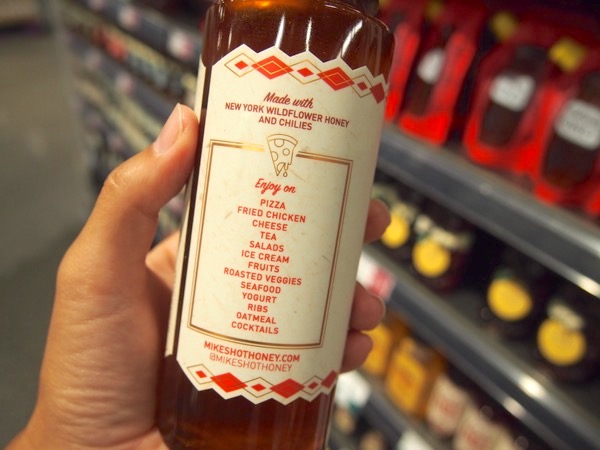 Made with
NEW YORK WILDFLOWER HONEY
AND CHILIES
Enjoy on
PIZZA
FRIED CHICKEN
CHEESE
TEA
SALADS
ICE CREAM
FRUITS
ROASTED VEGGIES
SEAFOOD
YOGURT
RIBS
OATMEAL
COCKTAILS
MIKESHOTHONEY.COM
@MIKESHOTHONEY